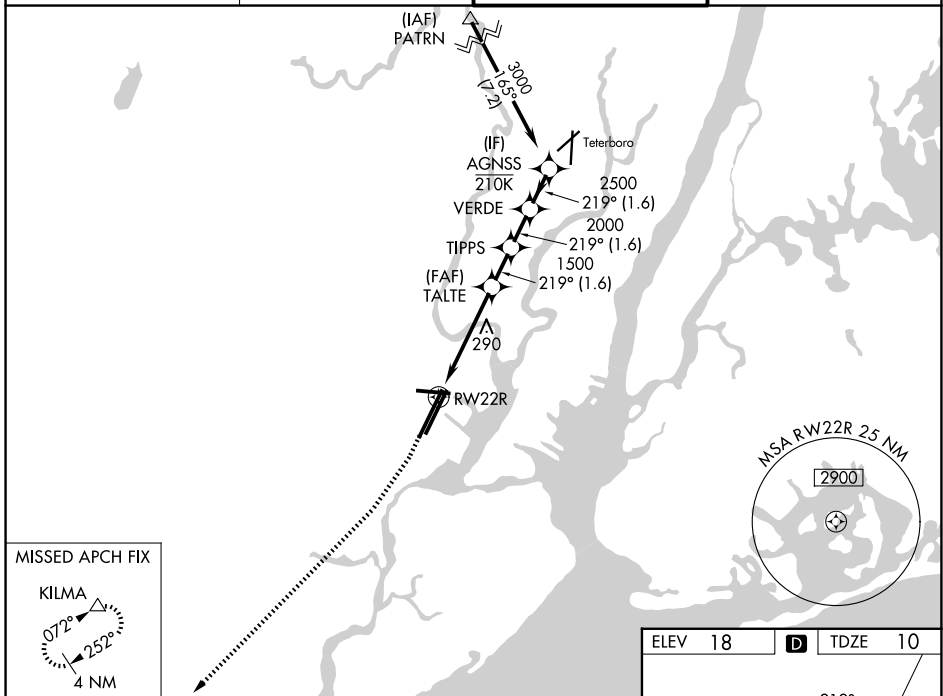 (IAF)
PATRN
3000
165°
(7.2)
(IF)
AGNSS
210K
Teterboro
2500
219° (1.6)
VERDE
2000
219° (1.6)
TIPPS
1500
219° (1.6)
(FAF)
TALTE
290
RW22R
MSA RW22R 25 NM
2900
MISSED APCH FIX
KILMA
072°
252°
4 NM
ELEV 18 D TDZE 10